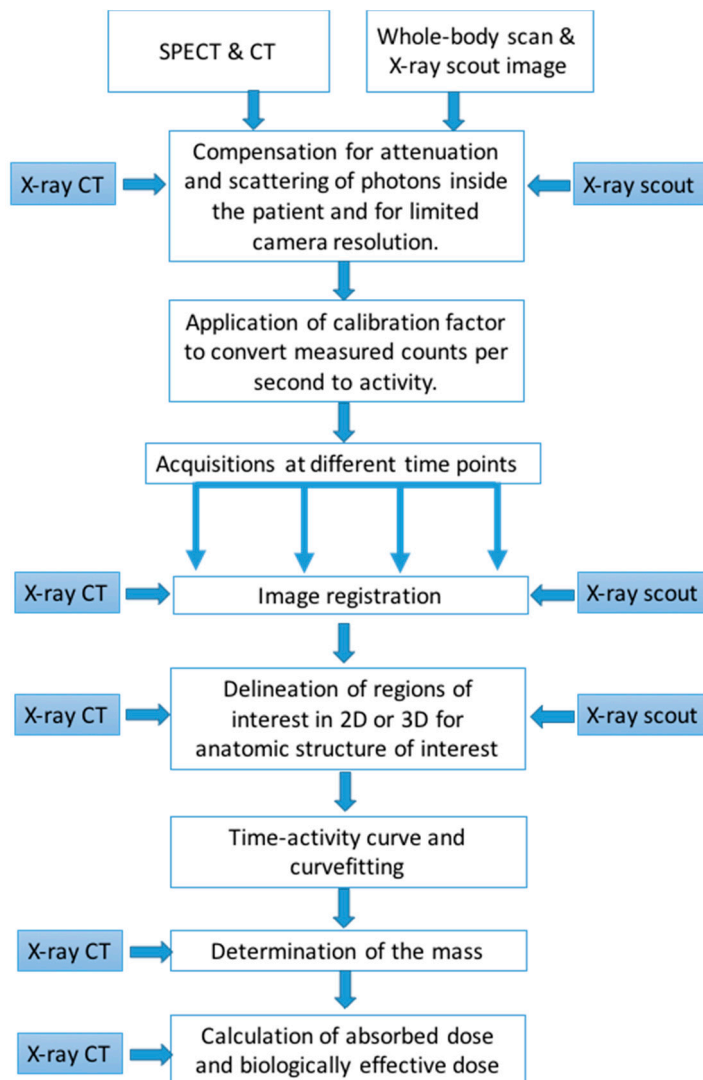 SPECT & CT
Whole-body scan &
X-ray scout image
X-ray CT
Compensation for attenuation
and scattering of photons inside
the patient and for limited
camera resolution.
X-ray scout
Application of calibration factor
to convert measured counts per
second to activity.
Acquisitions at different time points
X-ray CT
Image registration
X-ray scout
X-ray CT
Delineation of regions of
interest in 2D or 3D for
anatomic structure of interest
X-ray scout
Time-activity curve and
curvefitting
X-ray CT
Determination of the mass
X-ray CT
Calculation of absorbed dose
and biologically effective dose